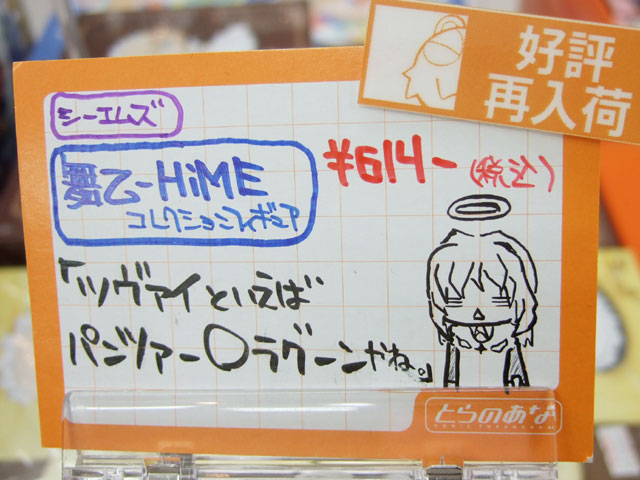 好評
再入荷
シーエムズ
舞乙-HiME
コレクションフィギュア
¥614-
(税込)
「ツヴァイといえば
パンツァー〇ラグーンやね。」
とらのあな